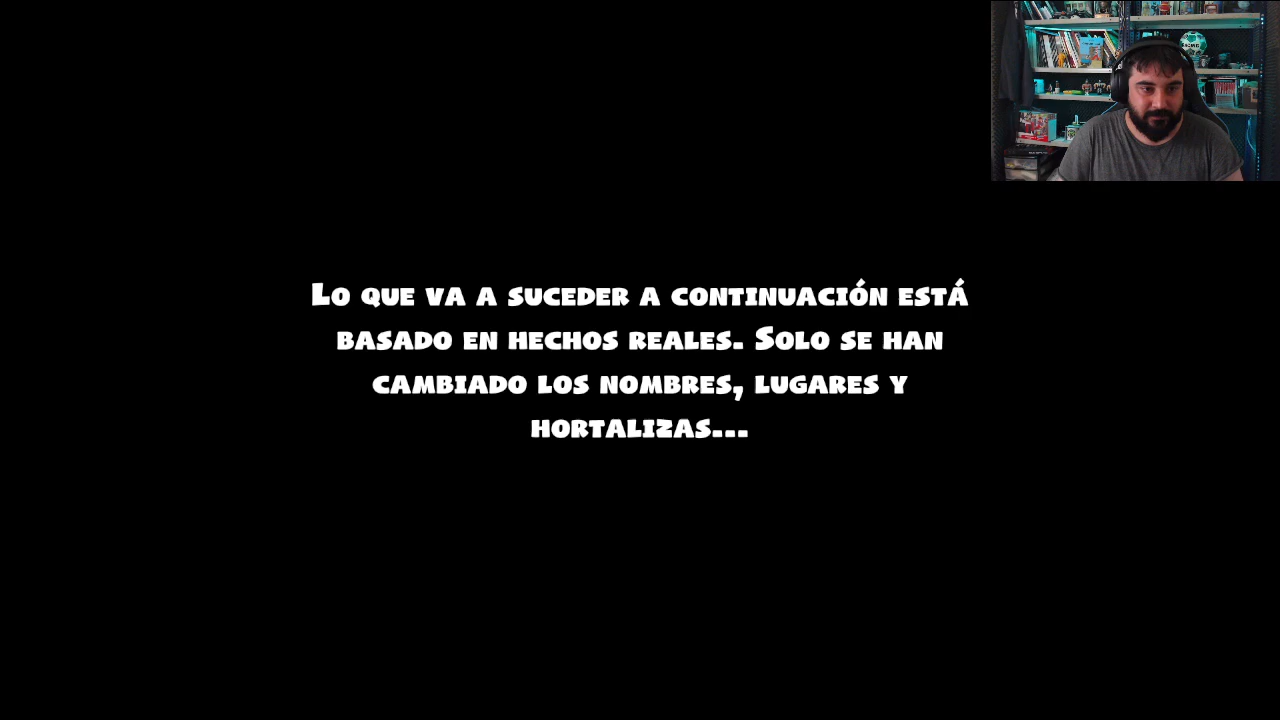 Lo que va a suceder a continuación está
basado en hechos reales. Solo se han
cambiado los nombres, lugares y
hortalizas...